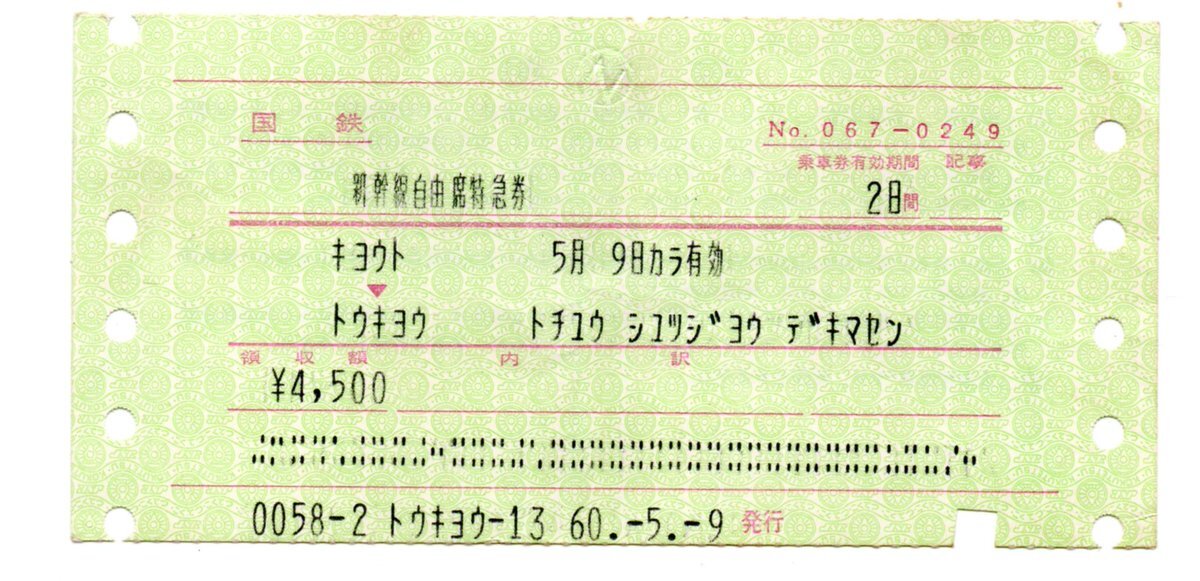 国鉄
No.067-0249
乗車券有効期間 記事
新幹線自由席特急券 2日間
キヨウト 5月 9日カラ有効
▼
トウキヨウ トチユウ シユツジヨウ デキマセン
領収額 内訳
¥4,500
0058-2 トウキヨウ-13 60.-5.-9 発行